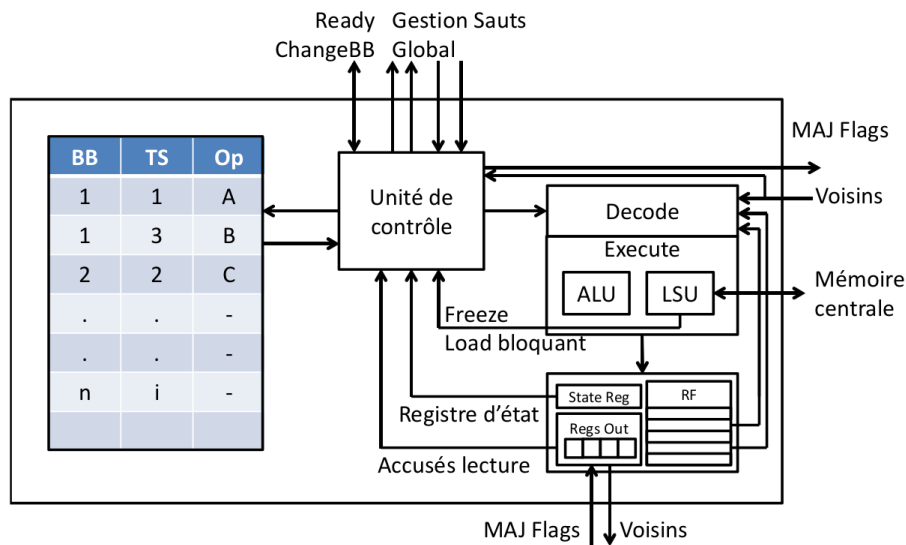 Ready Gestion Sauts
ChangeBB Global
MAJ Flags
BB TS Op
1 1 A
1 3 B
2 2 C
. . -
. . -
n i -
Unité de
contrôle
Voisins
Decode
Execute
ALU LSU
Mémoire
centrale
Freeze
Load bloquant
State Reg RF
Registre d'état
Regs Out
Accusés lecture
MAJ Flags Voisins